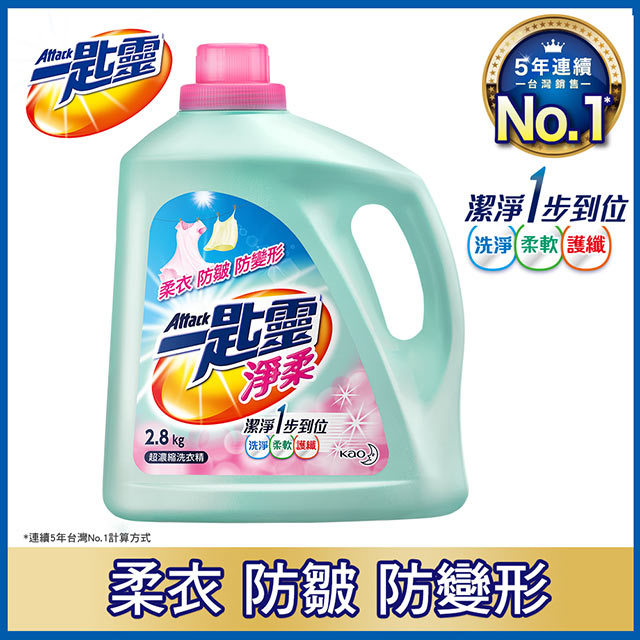 Attack
一匙靈
5年連續
台灣銷售
No.1*
潔淨1步到位
洗淨 柔軟 護纖
柔衣 防皺 防變形
Attack
一匙靈
淨柔
潔淨1步到位
洗淨 柔軟 護纖
2.8 kg
超濃縮洗衣精
Kao
*連續5年台灣No.1計算方式
柔衣 防皺 防變形